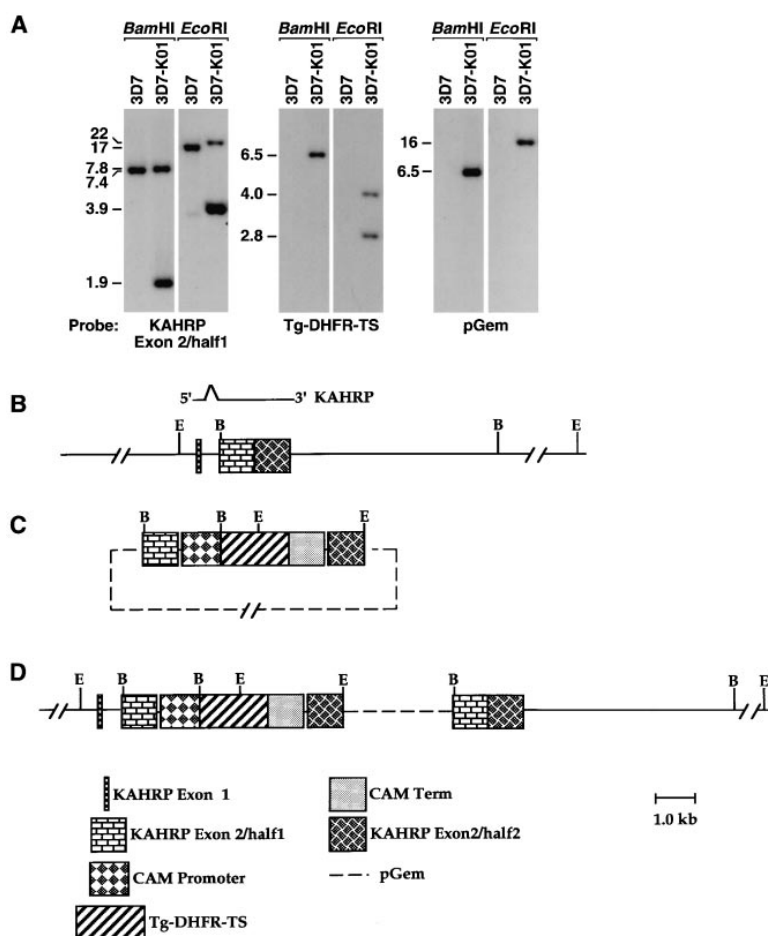 A
BamHI EcoRI BamHI EcoRI BamHI EcoRI
3D7 3D7-K01 3D7 3D7-K01 3D7 3D7-K01 3D7 3D7-K01 3D7 3D7-K01 3D7 3D7-K01
22
17
7.8
7.4
3.9
1.9
6.5
4.0
2.8
16
6.5
Probe: KAHRP Exon 2/half1
Tg-DHFR-TS
pGem
B
5' 3' KAHRP
E B B E
C
B B E E
D
E B B E E B B E
KAHRP Exon 1
KAHRP Exon 2/half1
CAM Promoter
Tg-DHFR-TS
CAM Term
KAHRP Exon2/half2
pGem
1.0 kb